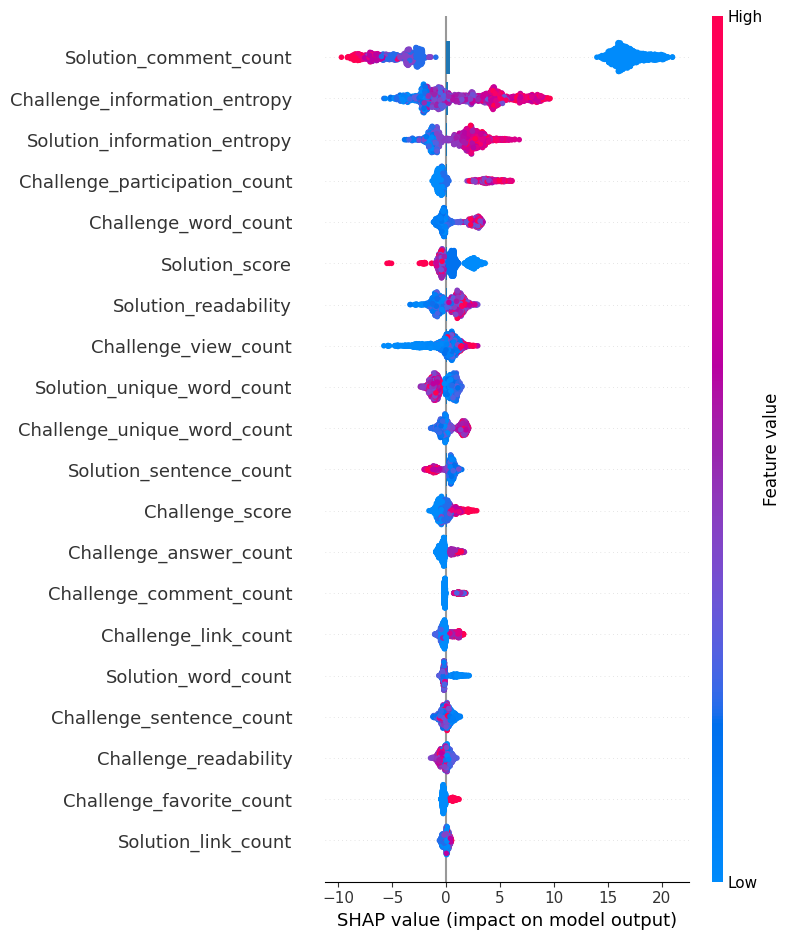 High
Solution_comment_count
Challenge_information_entropy
Solution_information_entropy
Challenge_participation_count
Challenge_word_count
Solution_score
Solution_readability
Challenge_view_count
Solution_unique_word_count
Challenge_unique_word_count
Solution_sentence_count
Challenge_score
Challenge_answer_count
Challenge_comment_count
Challenge_link_count
Solution_word_count
Challenge_sentence_count
Challenge_readability
Challenge_favorite_count
Solution_link_count
Feature value
Low
−10 −5 0 5 10 15 20
SHAP value (impact on model output)